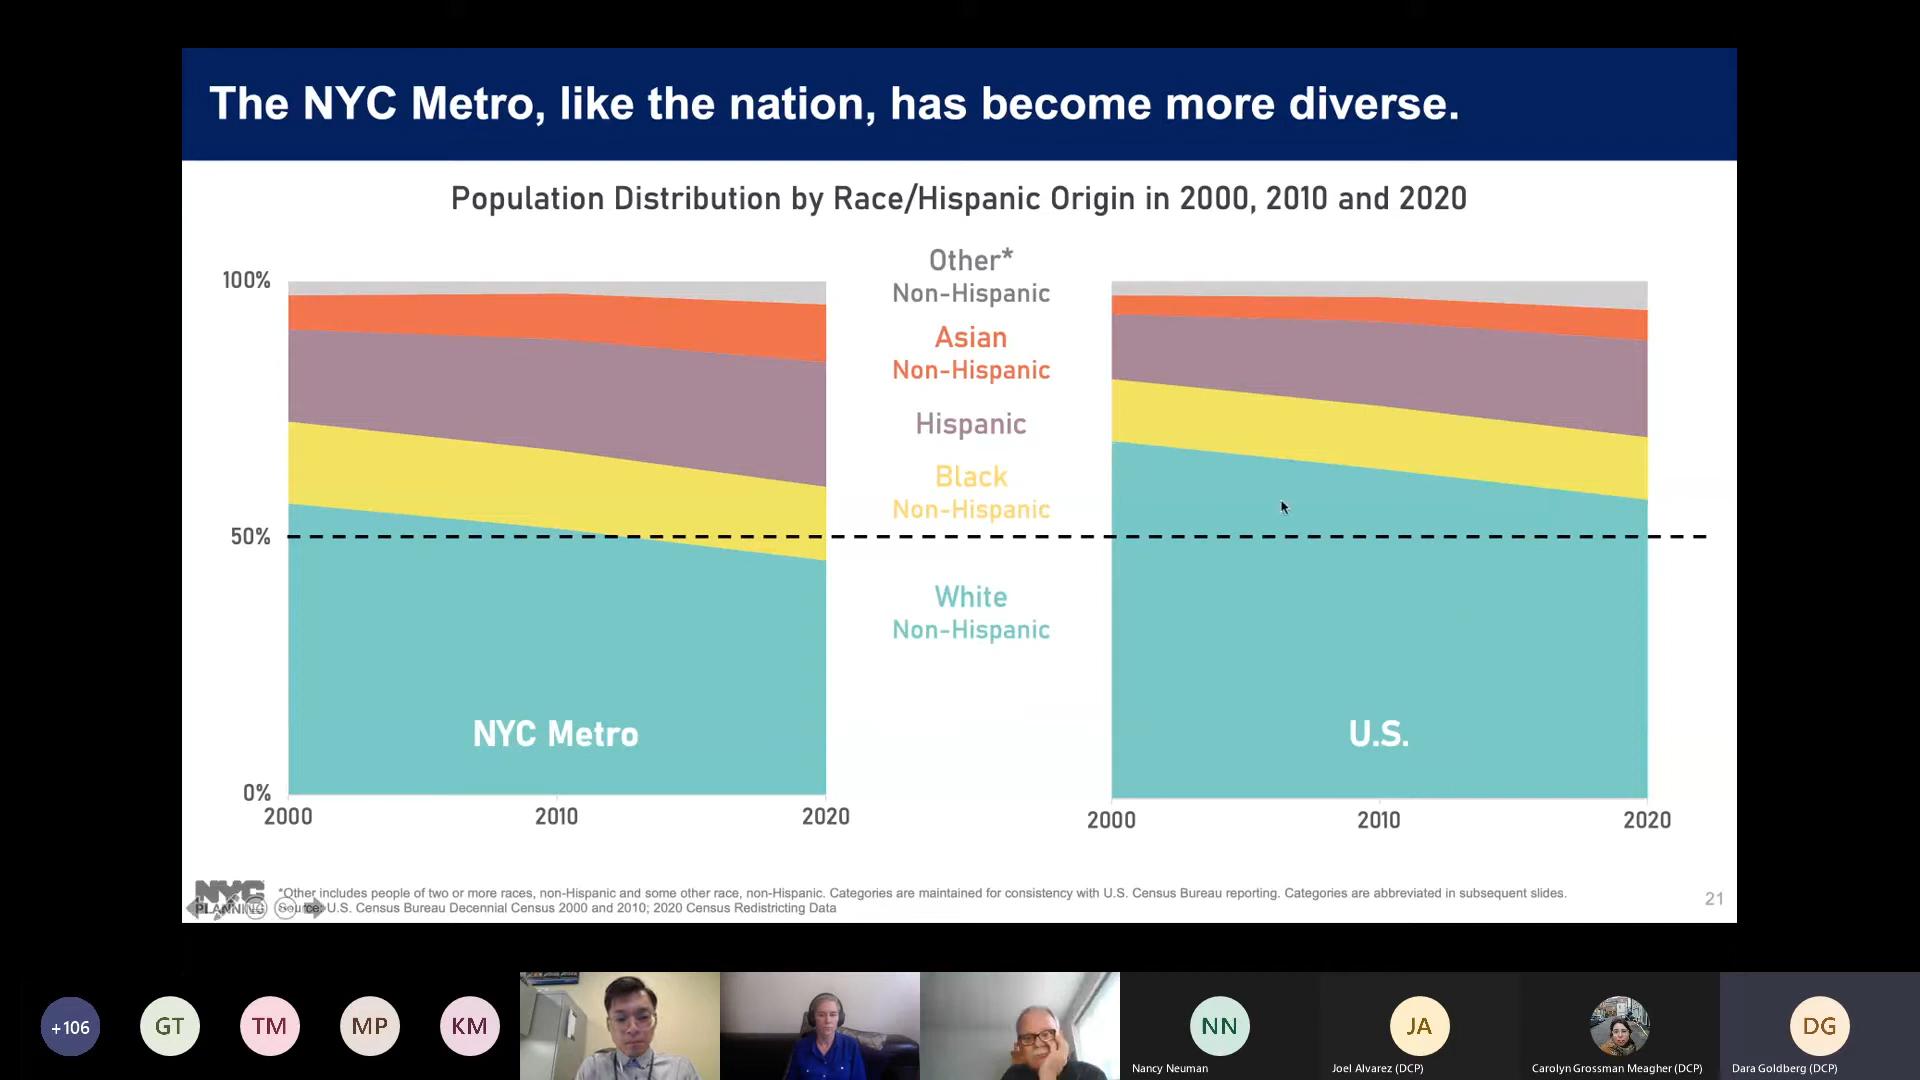 The NYC Metro, like the nation, has become more diverse.
Population Distribution by Race/Hispanic Origin in 2000, 2010 and 2020
100%
50%
0%
NYC Metro
2000
2010
2020
Other*
Non-Hispanic
Asian
Non-Hispanic
Hispanic
Black
Non-Hispanic
White
Non-Hispanic
U.S.
2000
2010
2020
NYC
PLANNING
*Other includes people of two or more races, non-Hispanic and some other race, non-Hispanic. Categories are maintained for consistency with U.S. Census Bureau reporting. Categories are abbreviated in subsequent slides.
Source: U.S. Census Bureau Decennial Census 2000 and 2010; 2020 Census Redistricting Data
21
+106
GT
TM
MP
KM
NN
Nancy Neuman
JA
Joel Alvarez (DCP)
Carolyn Grossman Meagher (DCP)
DG
Dara Goldberg (DCP)